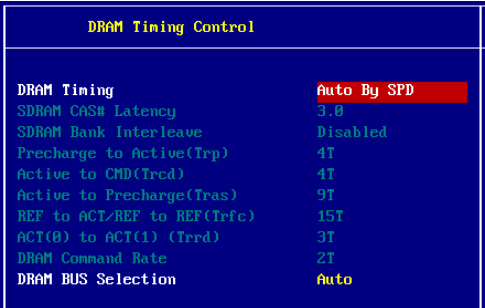 DRAM Timing Control
DRAM Timing Auto By SPD
SDRAM CAS# Latency 3.0
SDRAM Bank Interleave Disabled
Precharge to Active(Trp) 4T
Active to CMD(Trcd) 4T
Active to Precharge(Tras) 9T
REF to ACT/REF to REF(Trfc) 15T
ACT(0) to ACT(1) (Trrd) 3T
DRAM Command Rate 2T
DRAM BUS Selection Auto